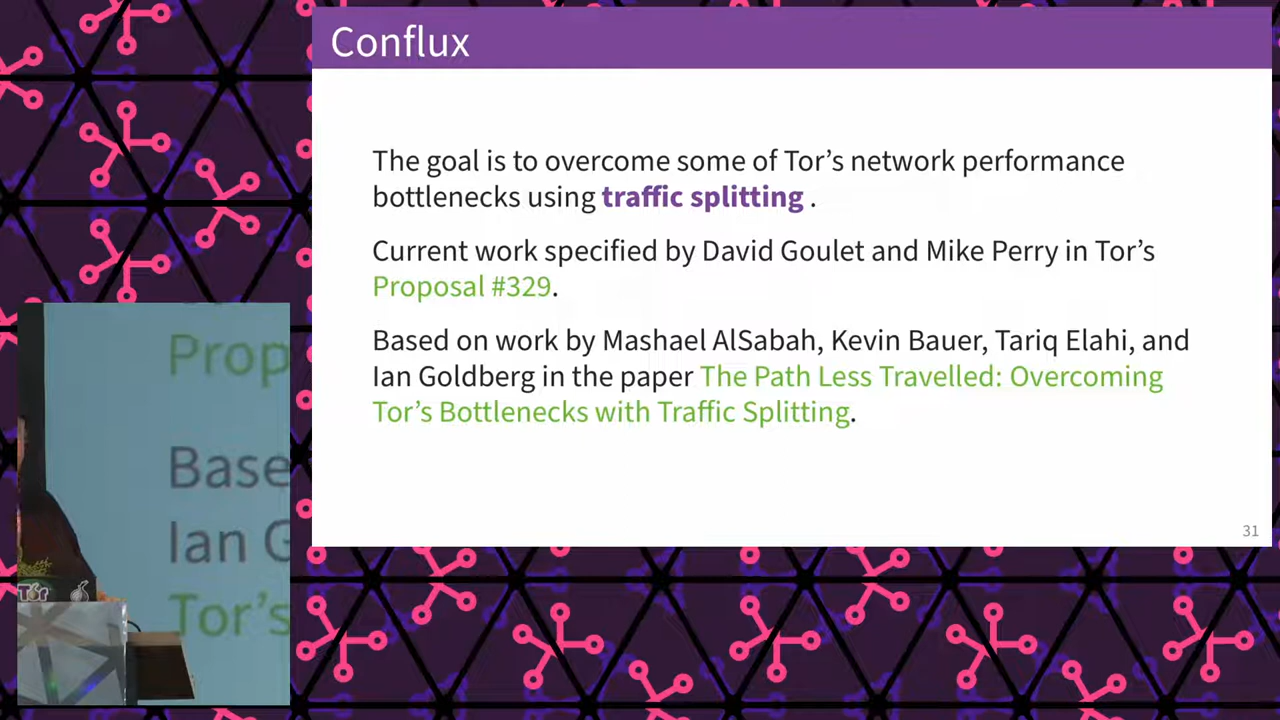 Conflux
The goal is to overcome some of Tor’s network performance
bottlenecks using traffic splitting .
Current work specified by David Goulet and Mike Perry in Tor’s
Proposal #329.
Based on work by Mashael AlSabah, Kevin Bauer, Tariq Elahi, and
Ian Goldberg in the paper The Path Less Travelled: Overcoming
Tor’s Bottlenecks with Traffic Splitting.
31
Prop
Base
Ian G
Tor’s
Tor